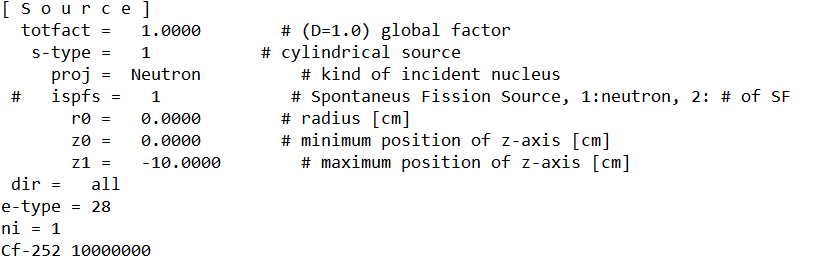 [ S o u r c e ]
totfact = 1.0000 # (D=1.0) global factor
s-type = 1 # cylindrical source
proj = Neutron # kind of incident nucleus
# ispfs = 1 # Spontaneus Fission Source, 1:neutron, 2: # of SF
r0 = 0.0000 # radius [cm]
z0 = 0.0000 # minimum position of z-axis [cm]
z1 = -10.0000 # maximum position of z-axis [cm]
dir = all
e-type = 28
ni = 1
Cf-252 10000000